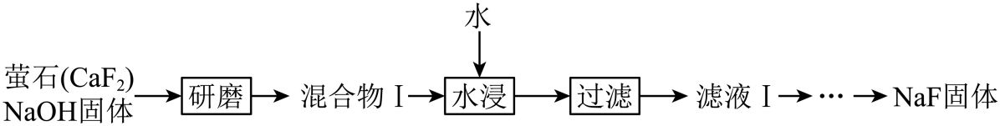 水
萤石(CaF₂)
NaOH固体
研磨
混合物Ⅰ
水浸
过滤
滤液Ⅰ
···
NaF固体